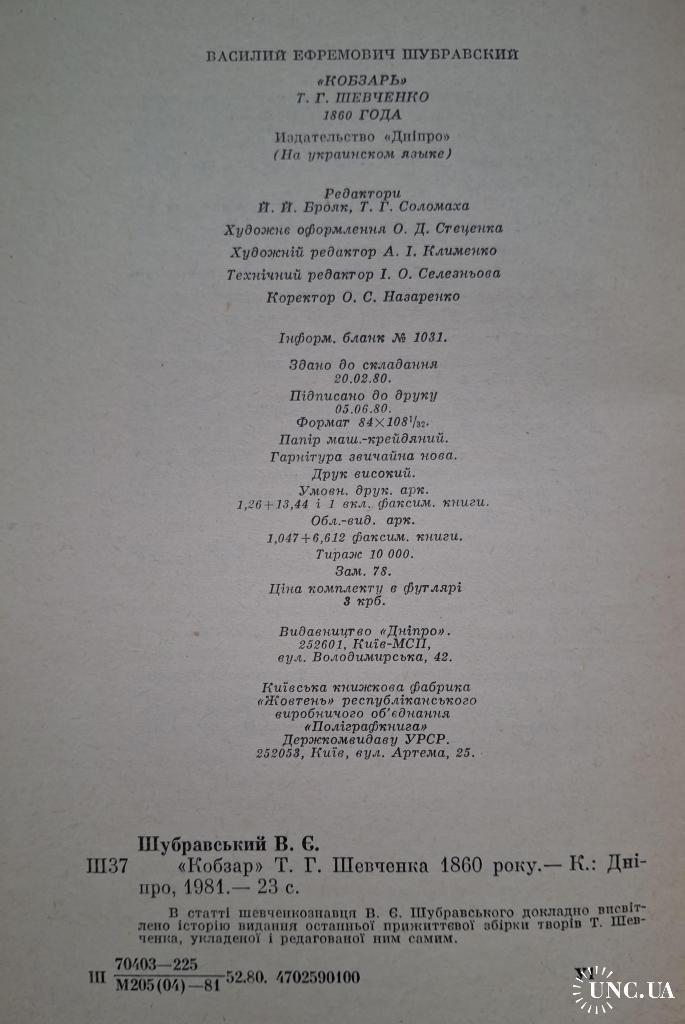 ВАСИЛИЙ ЕФРЕМОВИЧ ШУБРАВСКИЙ
«КОБЗАРЬ»
Т. Г. ШЕВЧЕНКО
1860 ГОДА
Издательство «Дніпро»
(На украинском языке)
Редактори
Й. Й. Брояк, Т. Г. Соломаха
Художнє оформлення О. Д. Стеценка
Художній редактор А. І. Клименко
Технічний редактор І. О. Селезньова
Коректор О. С. Назаренко
Інформ. бланк № 1031.
Здано до складання
20.02.80.
Підписано до друку
05.06.80.
Формат 84×108¹/₃₂.
Папір маш.-крейдяний.
Гарнітура звичайна нова.
Друк високий.
Умовн. друк. арк.
1,26+13,44 і 1 вкл. факсим. книги.
Обл.-вид. арк.
1,047+6,612 факсим. книги.
Тираж 10 000.
Зам. 78.
Ціна комплекту в футлярі
3 крб.
Видавництво «Дніпро».
252601, Київ-МСП,
вул. Володимирська, 42.
Київська книжкова фабрика
«Жовтень» республіканського
виробничого об'єднання
«Поліграфкнига»
Держкомвидаву УРСР.
252053, Київ, вул. Артема, 25.
Шубравський В. Є.
Ш37 «Кобзар» Т. Г. Шевченка 1860 року.— К.: Дні-
про, 1981.— 23 с.
В статті шевченкознавця В. Є. Шубравського докладно висвіт-
лено історію видання останньої прижиттєвої збірки творів Т. Шев-
ченка, укладеної і редагованої ним самим.
Ш 70403—225
М205(04)—81 52.80. 4702590100
UNC.UA